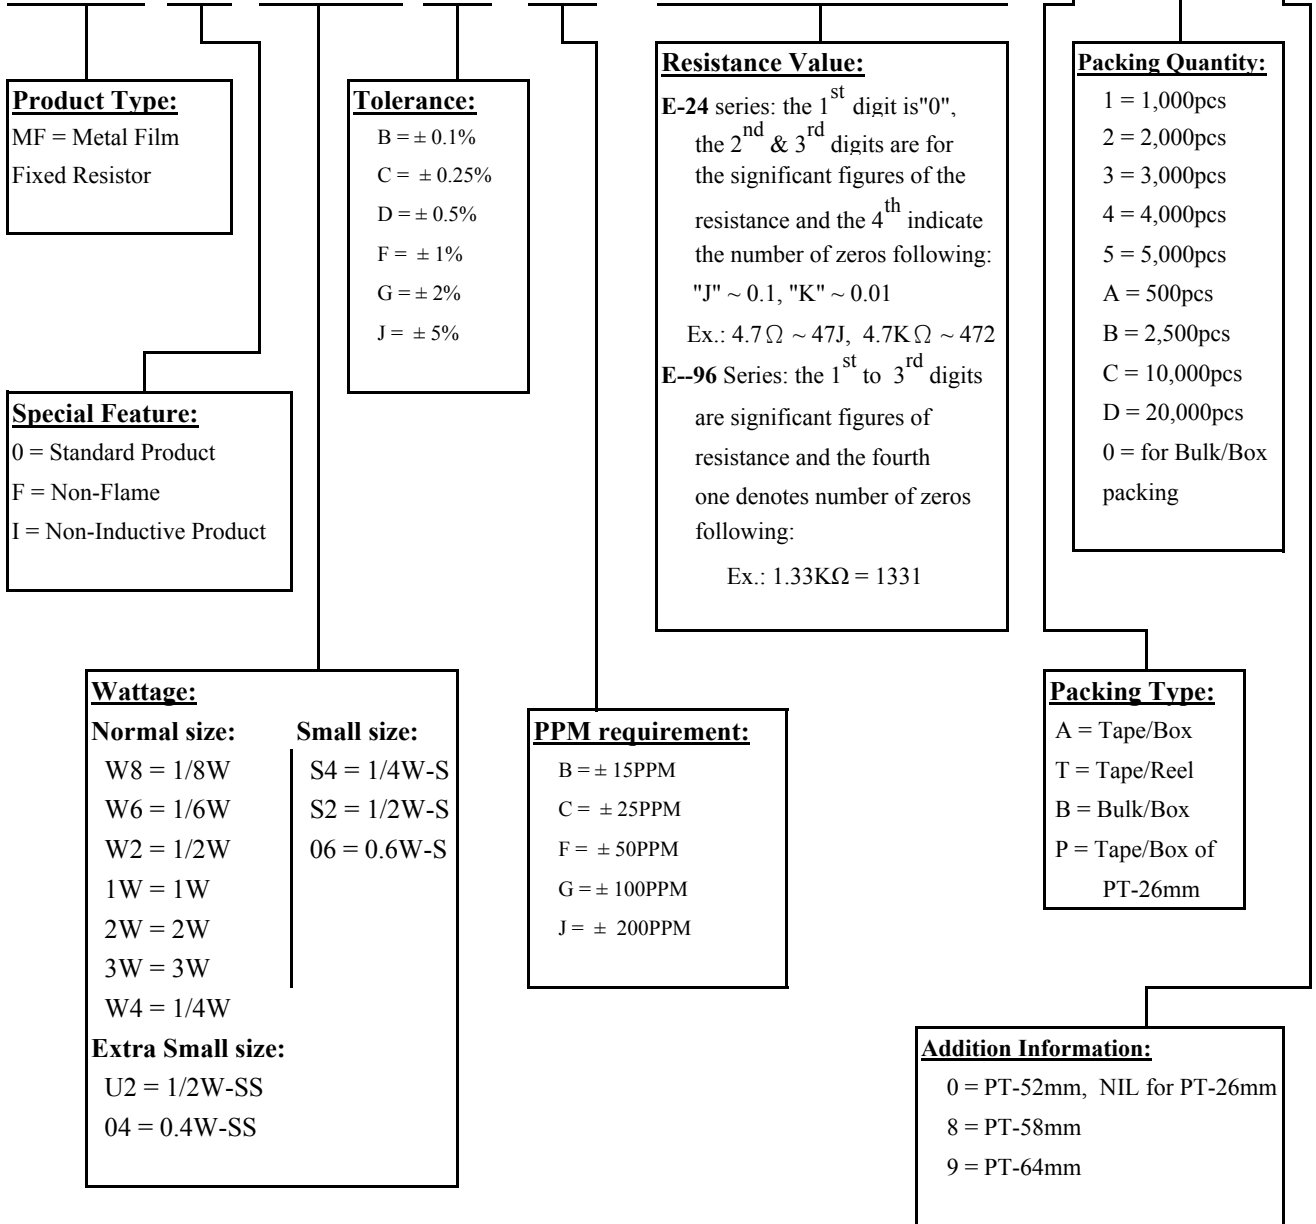 Product Type:
MF = Metal Film
Fixed Resistor
Special Feature:
0 = Standard Product
F = Non-Flame
I = Non-Inductive Product
Tolerance:
B = ± 0.1%
C = ± 0.25%
D = ± 0.5%
F = ± 1%
G = ± 2%
J = ± 5%
Resistance Value:
E-24 series: the 1st digit is"0",
the 2nd & 3rd digits are for
the significant figures of the
resistance and the 4th indicate
the number of zeros following:
"J" ~ 0.1, "K" ~ 0.01
Ex.: 4.7Ω ~ 47J, 4.7KΩ ~ 472
E--96 Series: the 1st to 3rd digits
are significant figures of
resistance and the fourth
one denotes number of zeros
following:
Ex.: 1.33KΩ = 1331
Packing Quantity:
1 = 1,000pcs
2 = 2,000pcs
3 = 3,000pcs
4 = 4,000pcs
5 = 5,000pcs
A = 500pcs
B = 2,500pcs
C = 10,000pcs
D = 20,000pcs
0 = for Bulk/Box
packing
Wattage:
Normal size: Small size:
W8 = 1/8W S4 = 1/4W-S
W6 = 1/6W S2 = 1/2W-S
W2 = 1/2W 06 = 0.6W-S
1W = 1W
2W = 2W
3W = 3W
W4 = 1/4W
Extra Small size:
U2 = 1/2W-SS
04 = 0.4W-SS
PPM requirement:
B = ± 15PPM
C = ± 25PPM
F = ± 50PPM
G = ± 100PPM
J = ± 200PPM
Packing Type:
A = Tape/Box
T = Tape/Reel
B = Bulk/Box
P = Tape/Box of
PT-26mm
Addition Information:
0 = PT-52mm, NIL for PT-26mm
8 = PT-58mm
9 = PT-64mm